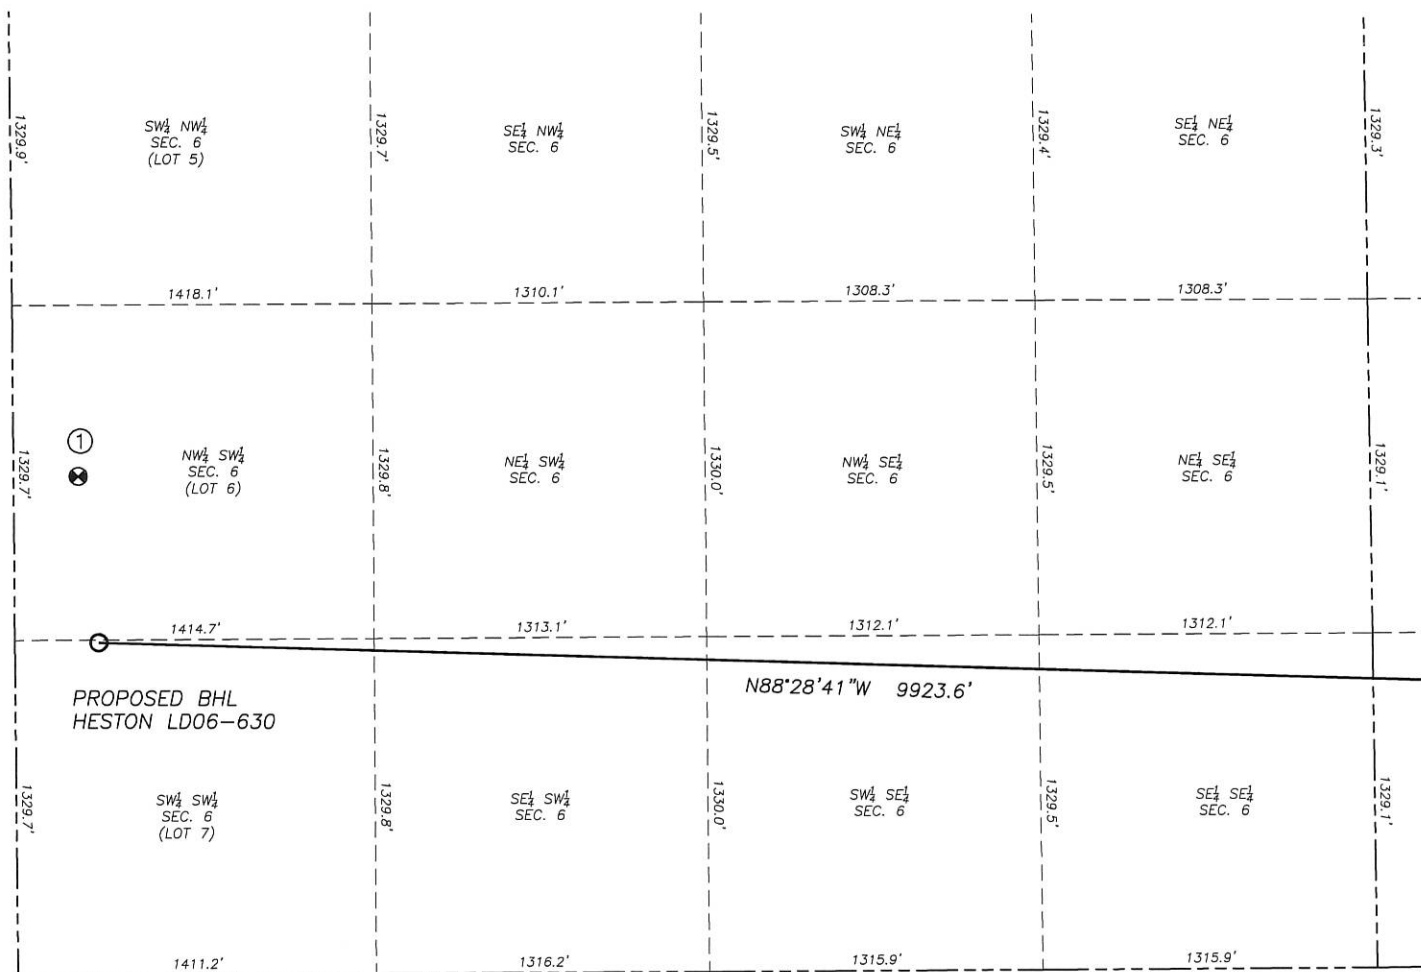 SW¼ NW¼
SEC. 6
(LOT 5)
SE¼ NW¼
SEC. 6
SW¼ NE¼
SEC. 6
SE¼ NE¼
SEC. 6
1329.9'
1329.7'
1329.5'
1329.4'
1329.3'
1418.1'
1310.1'
1308.3'
1308.3'
1
NW¼ SW¼
SEC. 6
(LOT 6)
NE¼ SW¼
SEC. 6
NW¼ SE¼
SEC. 6
NE¼ SE¼
SEC. 6
1329.7'
1329.8'
1330.0'
1329.5'
1329.1'
1414.7'
1313.1'
1312.1'
1312.1'
PROPOSED BHL
HESTON LD06–630
N88°28'41"W 9923.6'
SW¼ SW¼
SEC. 6
(LOT 7)
SE¼ SW¼
SEC. 6
SW¼ SE¼
SEC. 6
SE¼ SE¼
SEC. 6
1329.7'
1329.8'
1330.0'
1329.5'
1329.1'
1411.2'
1316.2'
1315.9'
1315.9'